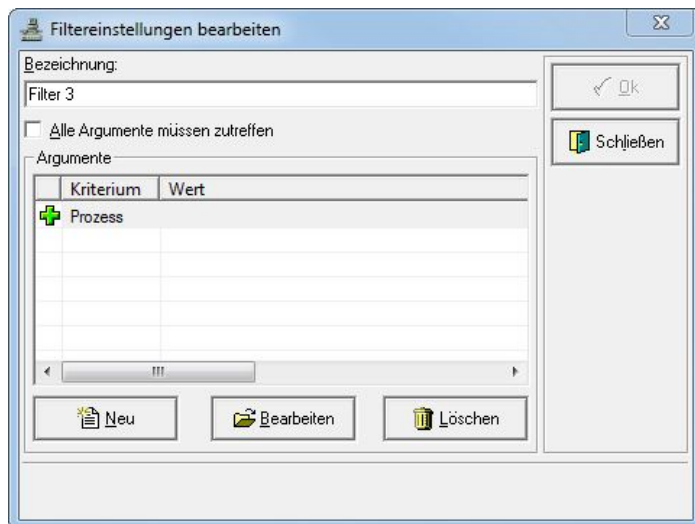 Filtereinstellungen bearbeiten
Bezeichnung:
Filter 3
Ok
Alle Argumente müssen zutreffen
Schließen
Argumente
Kriterium Wert
Prozess
Neu Bearbeiten Löschen